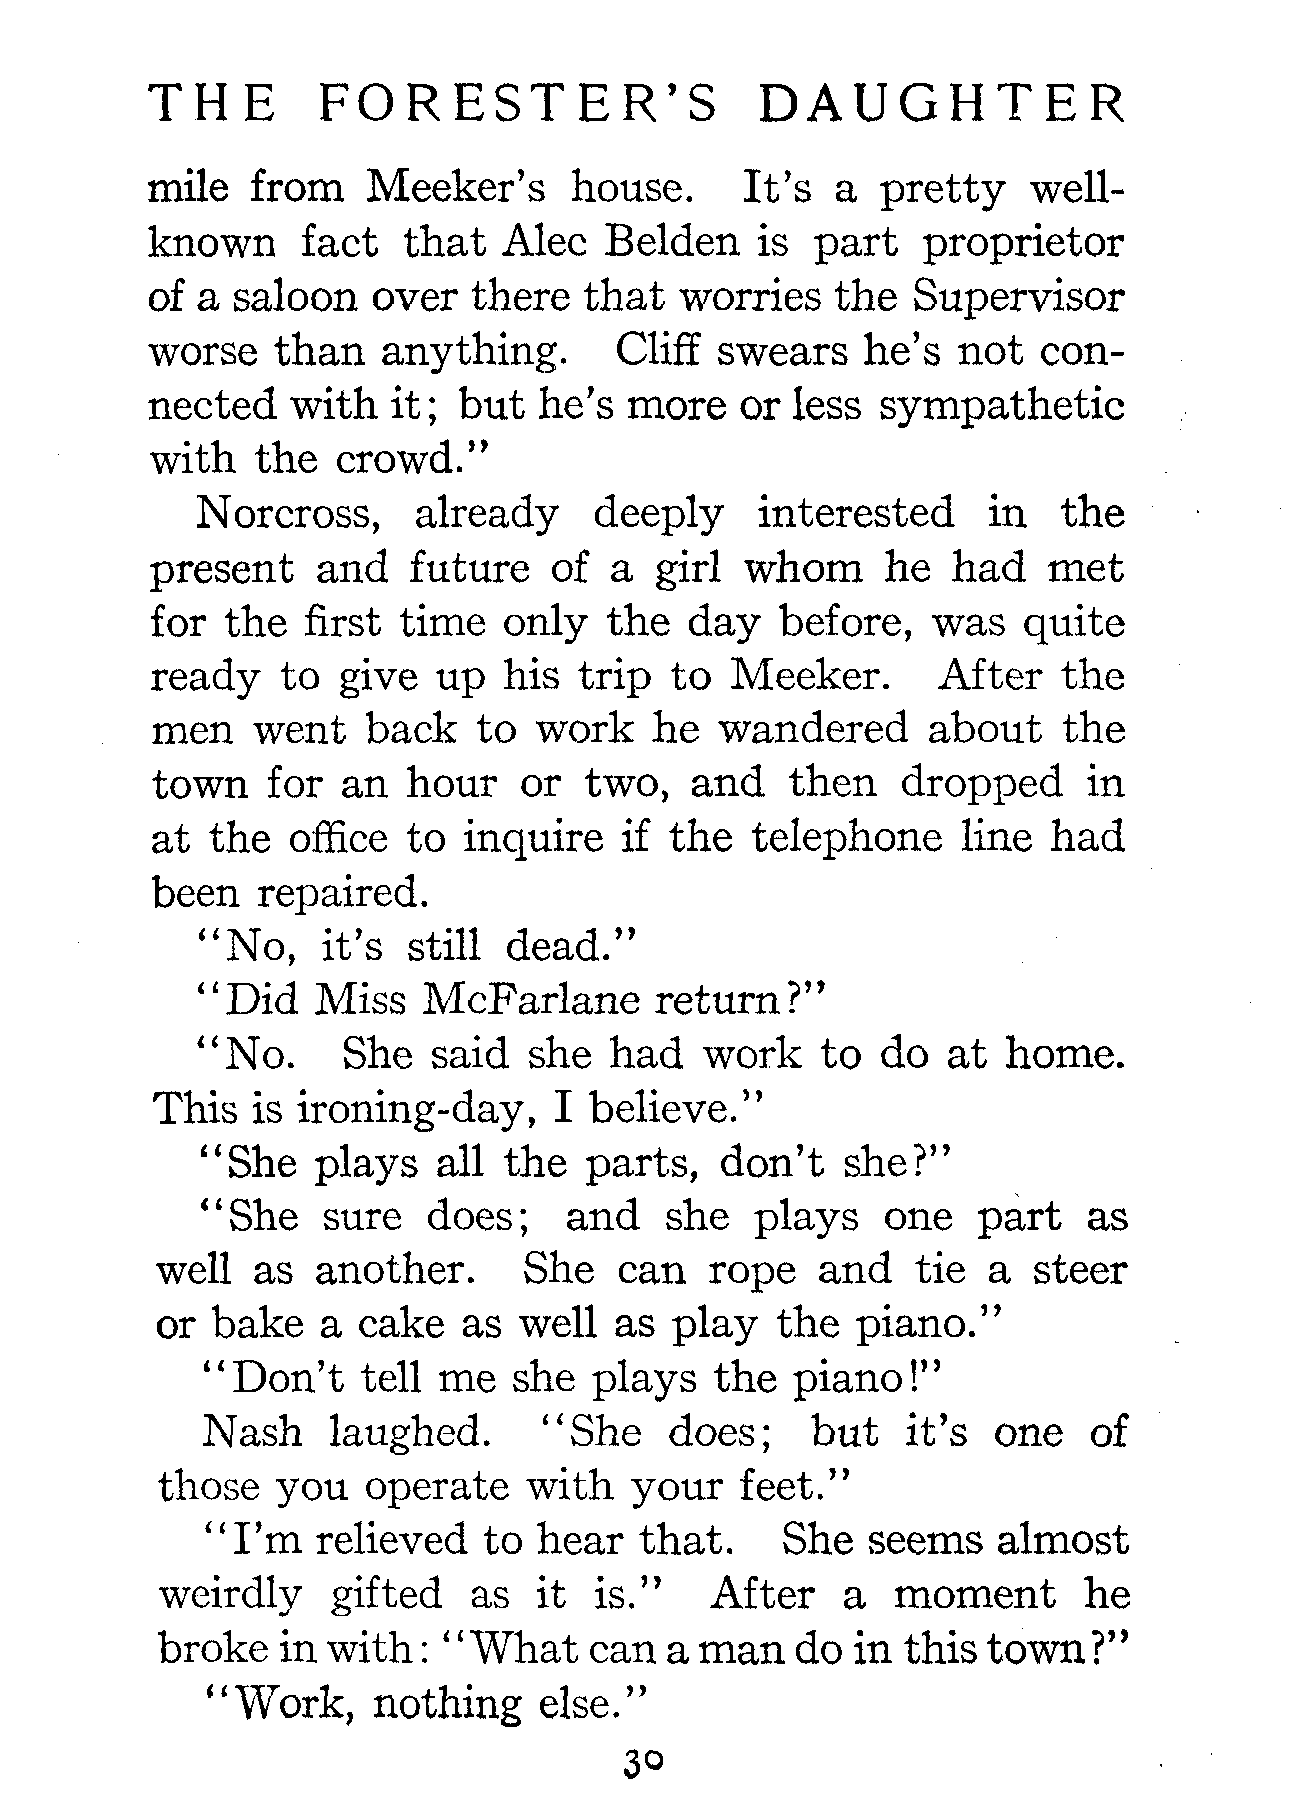 THE FORESTER'S DAUGHTER
mile from Meeker's house. It's a pretty well-
known fact that Alec Belden is part proprietor
of a saloon over there that worries the Supervisor
worse than anything. Cliff swears he's not con-
nected with it; but he's more or less sympathetic
with the crowd."
Norcross, already deeply interested in the
present and future of a girl whom he had met
for the first time only the day before, was quite
ready to give up his trip to Meeker. After the
men went back to work he wandered about the
town for an hour or two, and then dropped in
at the office to inquire if the telephone line had
been repaired.
"No, it's still dead."
"Did Miss McFarlane return?"
"No. She said she had work to do at home.
This is ironing-day, I believe."
"She plays all the parts, don't she?"
"She sure does; and she plays one part as
well as another. She can rope and tie a steer
or bake a cake as well as play the piano."
"Don't tell me she plays the piano!"
Nash laughed. "She does; but it's one of
those you operate with your feet."
"I'm relieved to hear that. She seems almost
weirdly gifted as it is." After a moment he
broke in with: "What can a man do in this town?"
"Work, nothing else."
30